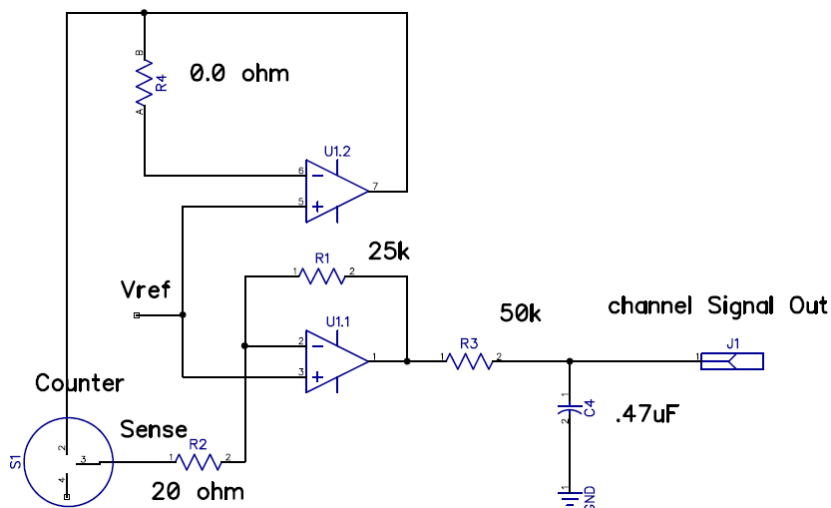 B
R4
0.0 ohm
A
U1.2
6
7
5
25k
R1
1
2
Vref
50k
channel Signal Out
U1.1
2
1
R3
1
2
J1
1
3
Counter
1
C4
.47uF
2
Sense
R2
S1
2
3
1
2
4
20 ohm
1
GND